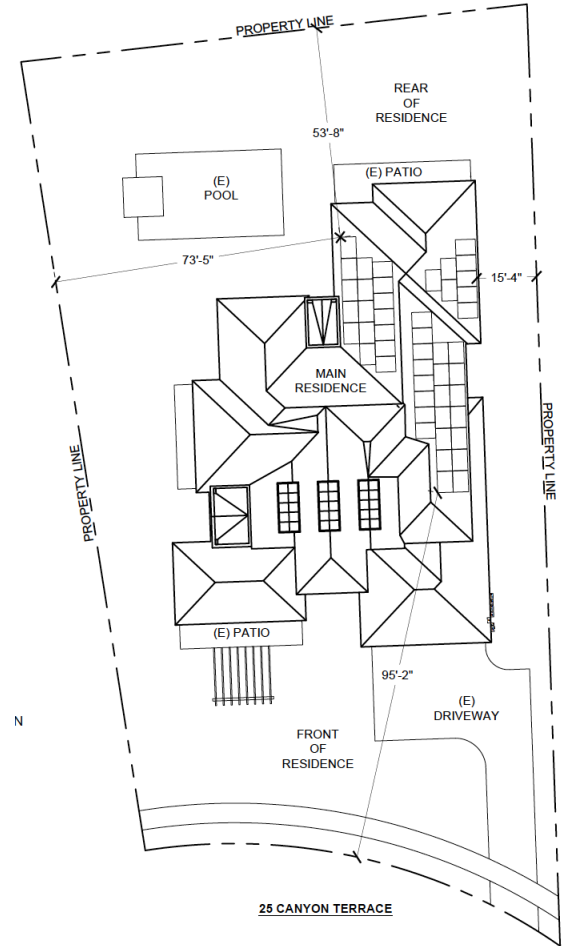 PROPERTY LINE
REAR
OF
RESIDENCE
53'-8"
(E) PATIO
(E)
POOL
73'-5"
15'-4"
MAIN
RESIDENCE
PROPERTY LINE
PROPERTY LINE
(E) PATIO
95'-2"
(E)
DRIVEWAY
N
FRONT
OF
RESIDENCE
25 CANYON TERRACE